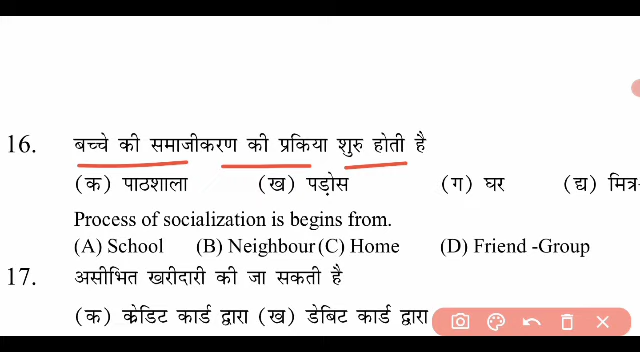 16. बच्चे की समाजीकरण की प्रकिया शुरु होती है
(क) पाठशाला (ख) पड़ोस (ग) घर (द्य) मित्र-
Process of socialization is begins from.
(A) School (B) Neighbour (C) Home (D) Friend -Group
17. असीभित खरीदारी की जा सकती है
(क) क्रेडिट कार्ड द्वारा (ख) डेबिट कार्ड द्वारा